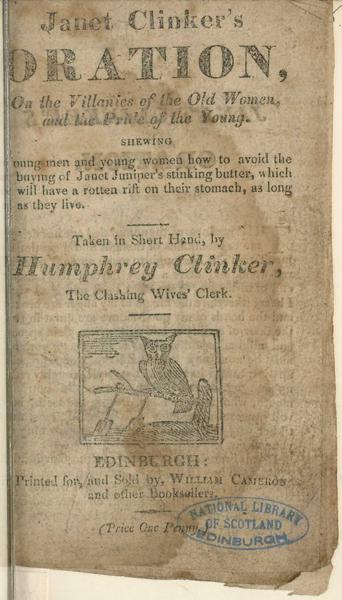 Janet Clinker's
ORATION,
On the Villanies of the Old Women,
and the Pride of the Young.
SHEWING
oung men and young women how to avoid the
buying of Janet Juniper's stinking butter, which
will have a rotten rift on their stomach, as long
as they live.
Taken in Short Hand, by
Humphrey Clinker,
The Clashing Wives' Clerk.
EDINBURGH:
Printed for, and Sold by, WILLIAM CAMERON
and other Booksellers.
(Price One Penny.
NATIONAL LIBRARY
OF SCOTLAND
EDINBURGH